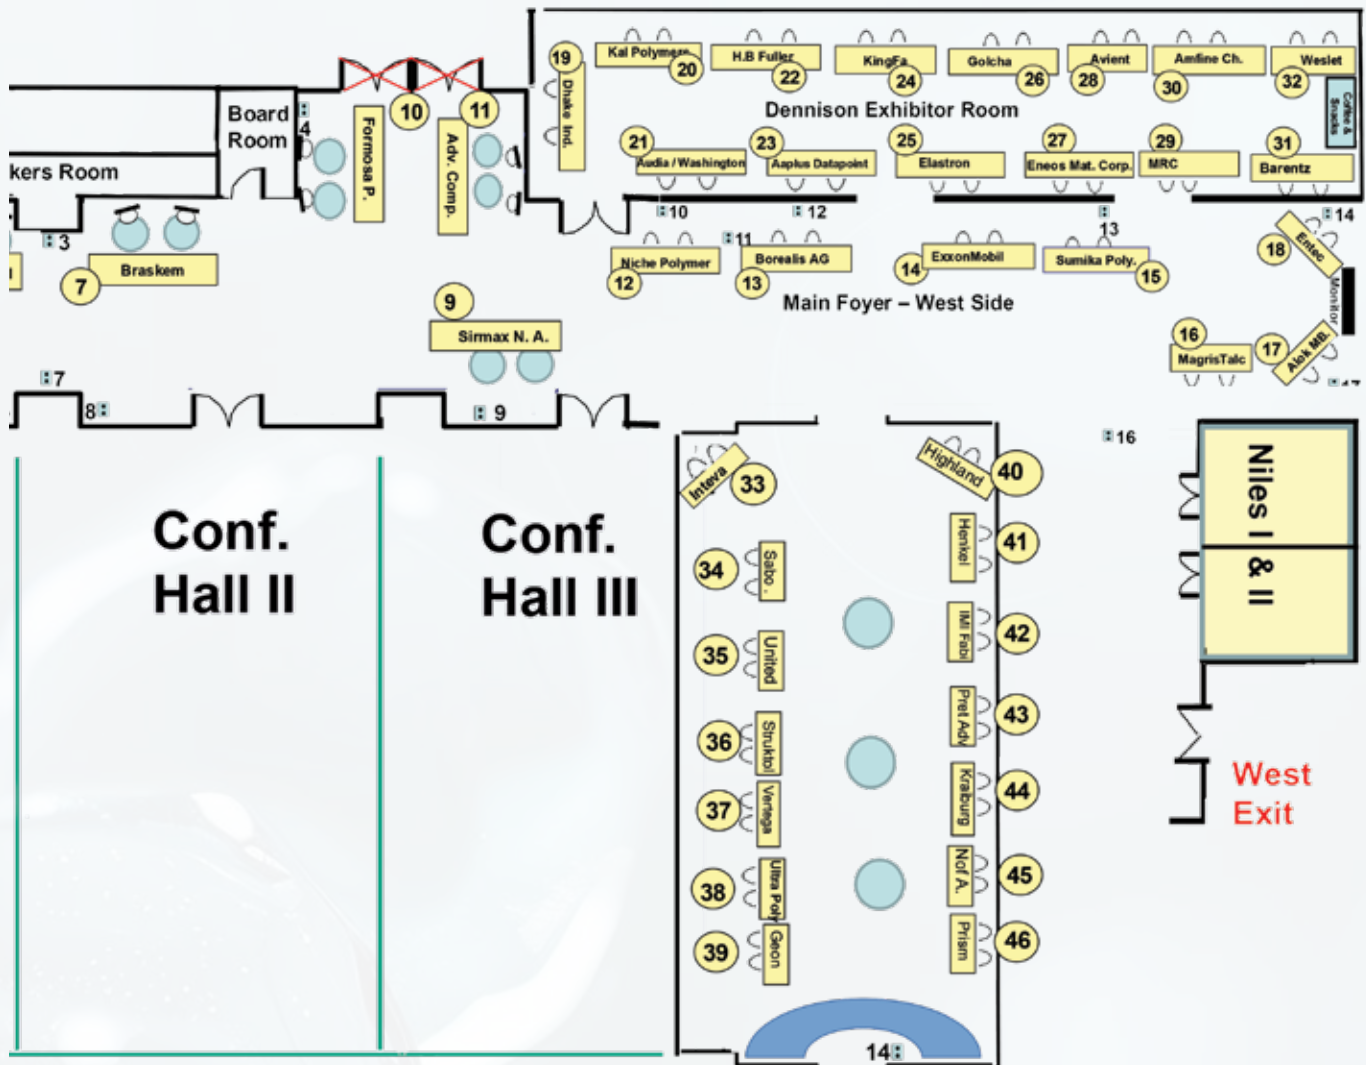 19
Kal Polymers
20
H.B Fuller
22
KingFa
24
Golcha
26
Avient
28
Amfine Ch.
30
Weslet
32
Coffee &
Snacks
Dhake Ind.
Dennison Exhibitor Room
10
11
Board
Room
4
Formosa P.
Adv. Comp.
21
Audia / Washington
23
Aaplus Datapoint
25
Elastron
27
Eneos Mat. Corp.
29
MRC
31
Barentz
kers Room
3
7
Braskem
10
12
13
14
11
Niche Polymer
12
Borealis AG
13
14
ExxonMobil
Sumika Poly.
15
18
Entec
Monitor
Main Foyer – West Side
9
Sirmax N. A.
16
MagrisTalc
17
Alok MB.
7
8
9
16
Conf.
Hall II
Conf.
Hall III
Inteva
33
Highland
40
34
Sabo .
Henkel
41
35
United
IMI Fabi
42
36
Struktol
Pret Adv
43
37
Vertega
Kraiburg
44
38
Ultra Poly
Nof A.
45
39
Geon
Prism
46
14
Niles I & II
West
Exit